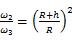 ω₂/ω₃ = ((R+h)/R)²